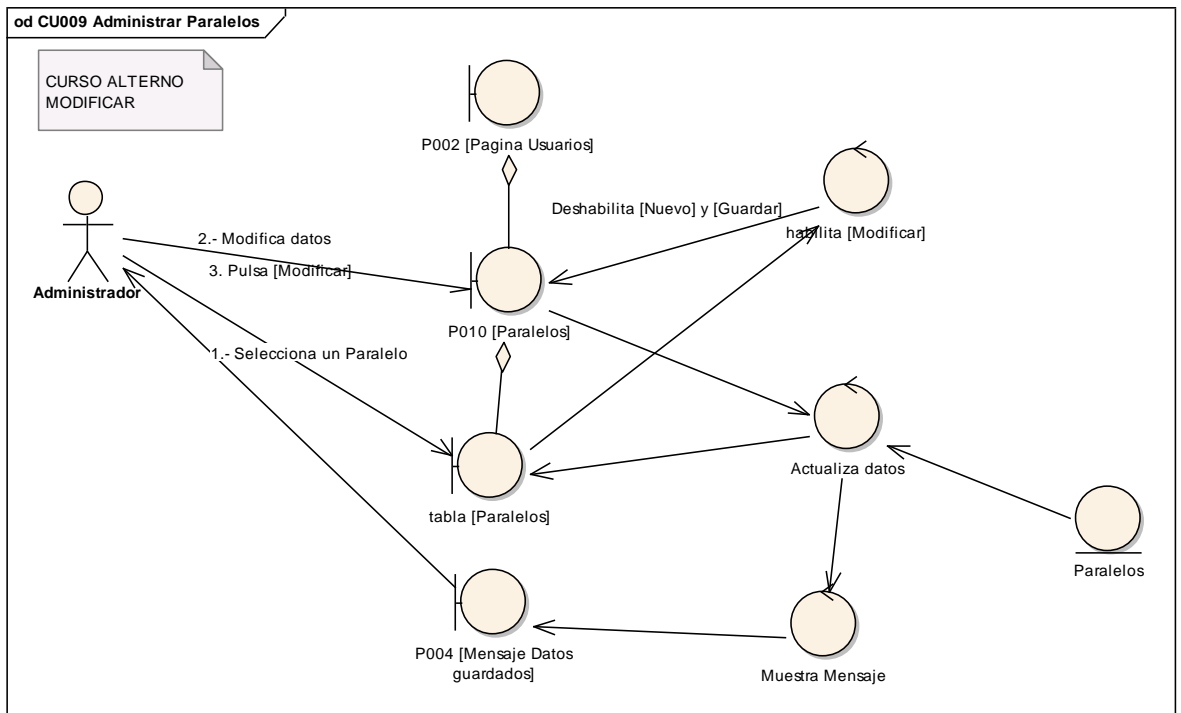 od CU009 Administrar Paralelos
CURSO ALTERNO
MODIFICAR
P002 [Pagina Usuarios]
Deshabilita [Nuevo] y [Guardar]
habilita [Modificar]
2.- Modifica datos
3. Pulsa [Modificar]
Administrador
P010 [Paralelos]
1.- Selecciona un Paralelo
Actualiza datos
tabla [Paralelos]
Paralelos
P004 [Mensaje Datos
guardados]
Muestra Mensaje